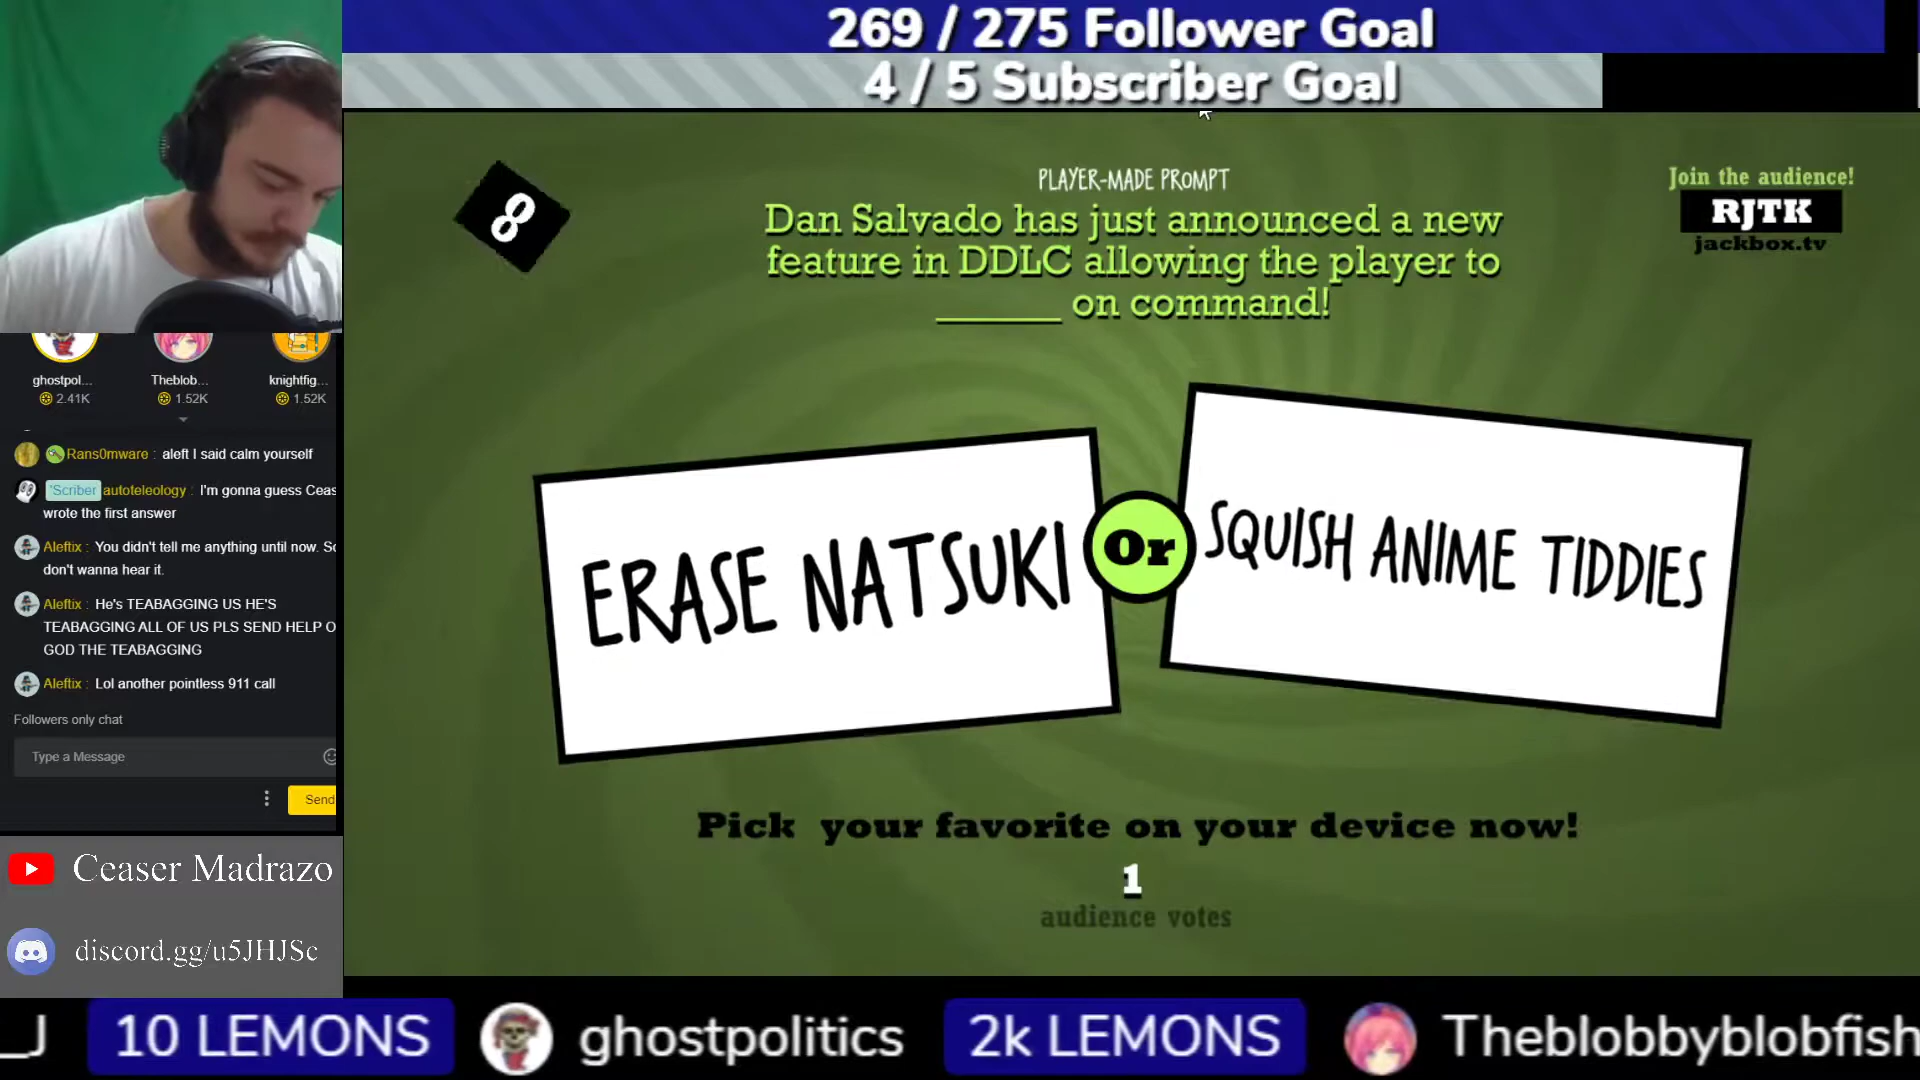 269 / 275 Follower Goal
4 / 5 Subscriber Goal
8
PLAYER-MADE PROMPT
Dan Salvado has just announced a new
feature in DDLC allowing the player to
______ on command!
Join the audience!
RJTK
jackbox.tv
ERASE NATSUKI
Or
SQUISH ANIME TIDDIES
Pick your favorite on your device now!
1
audience votes
ghostpol...
Theblob...
knightfig...
2.41K
1.52K
1.52K
Rans0mware : aleft I said calm yourself
'Scriber autoteleology : I'm gonna guess Ceas
wrote the first answer
Aleftix : You didn't tell me anything until now. So
don't wanna hear it.
Aleftix : He's TEABAGGING US HE'S
TEABAGGING ALL OF US PLS SEND HELP O
GOD THE TEABAGGING
Aleftix : Lol another pointless 911 call
Followers only chat
Type a Message
Send
Ceaser Madrazo
discord.gg/u5JHJSc
_J 10 LEMONS ghostpolitics 2k LEMONS Theblobbyblobfish